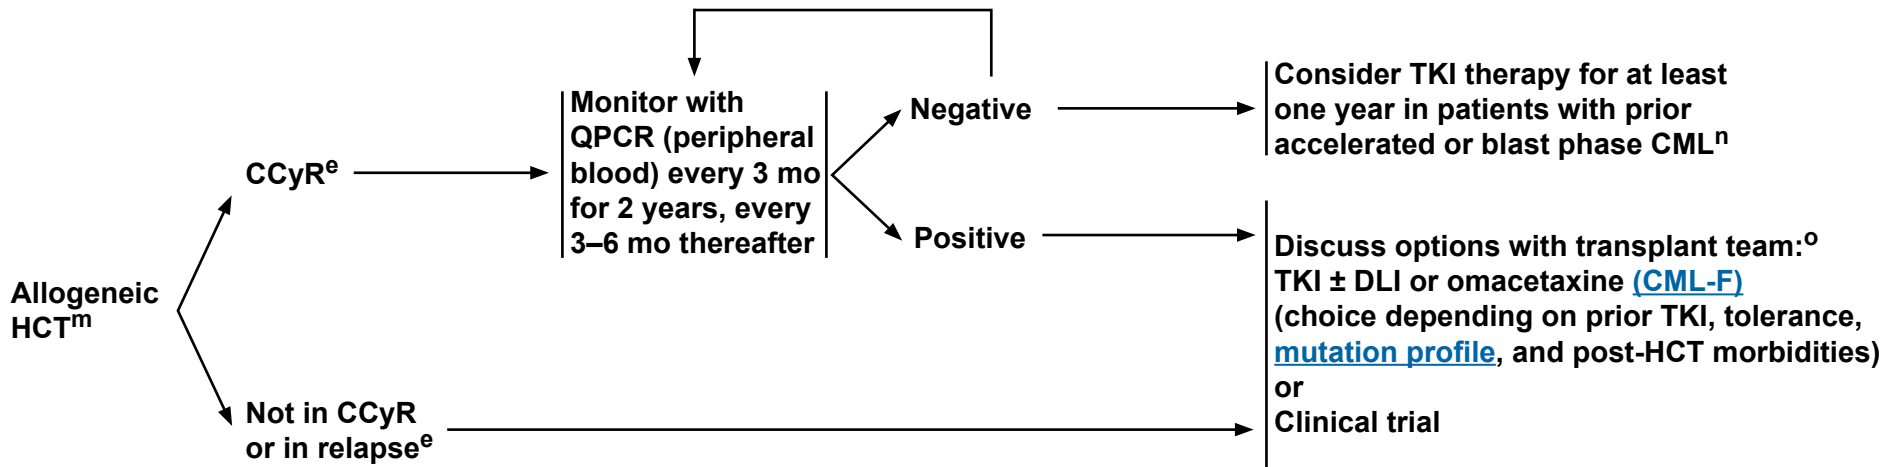 Allogeneic
HCTm
CCyRe
Not in CCyR
or in relapsee
Monitor with
QPCR (peripheral
blood) every 3 mo
for 2 years, every
3–6 mo thereafter
Negative
Positive
Consider TKI therapy for at least
one year in patients with prior
accelerated or blast phase CMLn
Discuss options with transplant team:o
TKI ± DLI or omacetaxine (CML-F)
(choice depending on prior TKI, tolerance,
mutation profile, and post-HCT morbidities)
or
Clinical trial